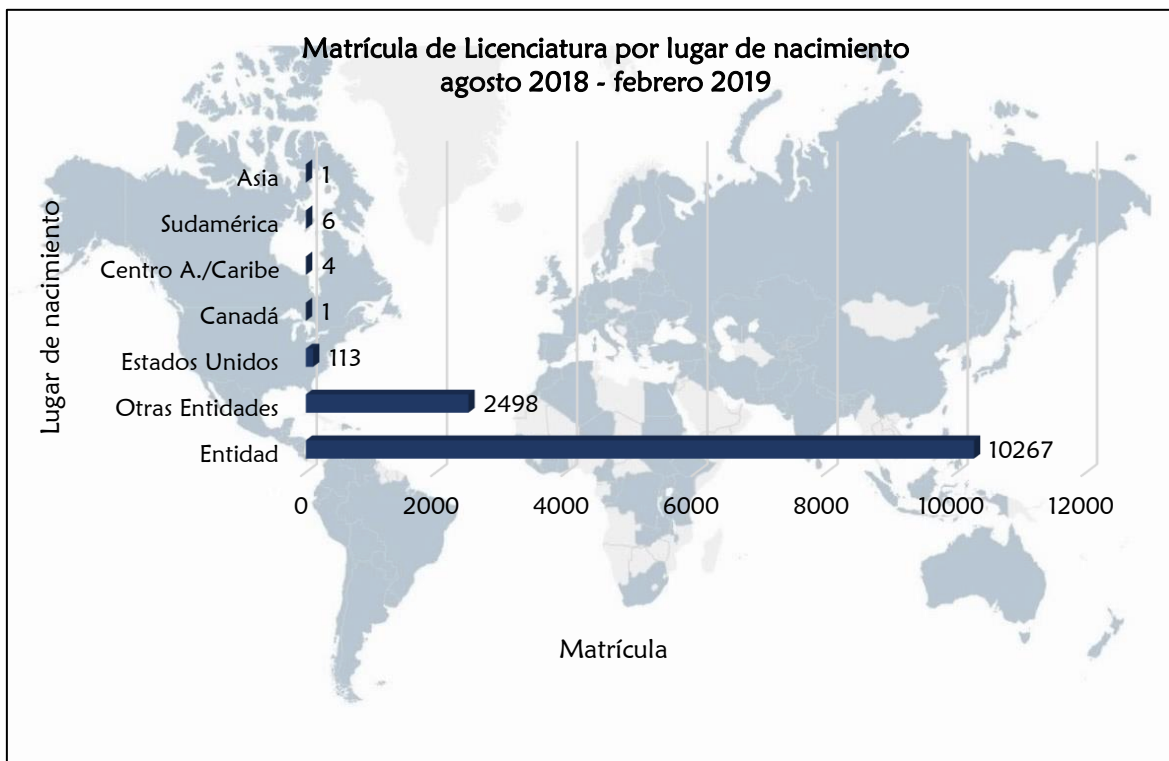 Matrícula de Licenciatura por lugar de nacimiento
agosto 2018 - febrero 2019
Lugar de nacimiento
Asia 1
Sudamérica 6
Centro A./Caribe 4
Canadá 1
Estados Unidos 113
Otras Entidades 2498
Entidad 10267
0 2000 4000 6000 8000 10000 12000
Matrícula